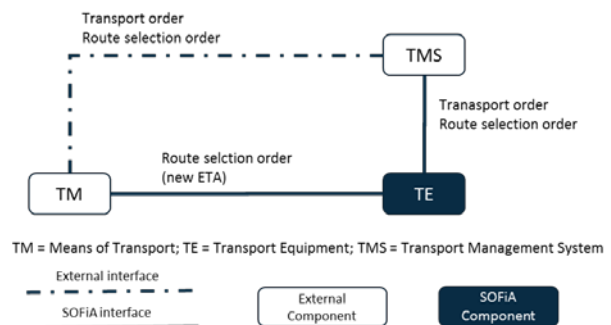 Transport order
Route selection order
TMS
Tranasport order
Route selection order
Route selction order
(new ETA)
TM
TE
TM = Means of Transport; TE = Transport Equipment; TMS = Transport Management System
External interface
SOFiA interface
External
Component
SOFiA
Component